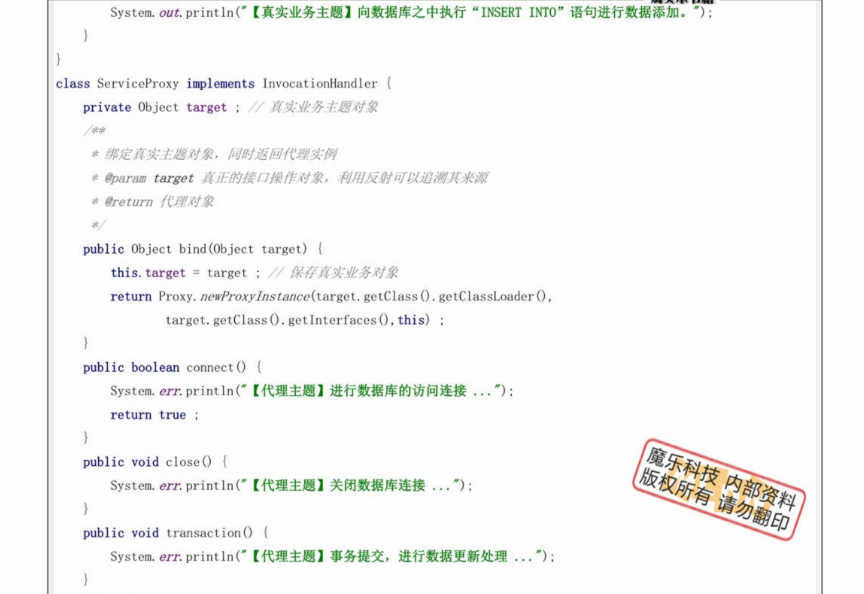 System.out.println("【真实业务主题】向数据库之中执行“INSERT INTO”语句进行数据添加。");
}
}
class ServiceProxy implements InvocationHandler {
private Object target ; // 真实业务主题对象
/**
* 绑定真实主题对象，同时返回代理实例
* @param target 真正的接口操作对象，利用反射可以追溯其来源
* @return 代理对象
*/
public Object bind(Object target) {
this.target = target ; // 保存真实业务对象
return Proxy.newProxyInstance(target.getClass().getClassLoader(),
target.getClass().getInterfaces(),this) ;
}
public boolean connect() {
System.err.println("【代理主题】进行数据库的访问连接 ...");
return true ;
}
public void close() {
System.err.println("【代理主题】关闭数据库连接 ...");
}
public void transaction() {
System.err.println("【代理主题】事务提交，进行数据更新处理 ...");
}
魔乐科技 内部资料
版权所有 请勿翻印